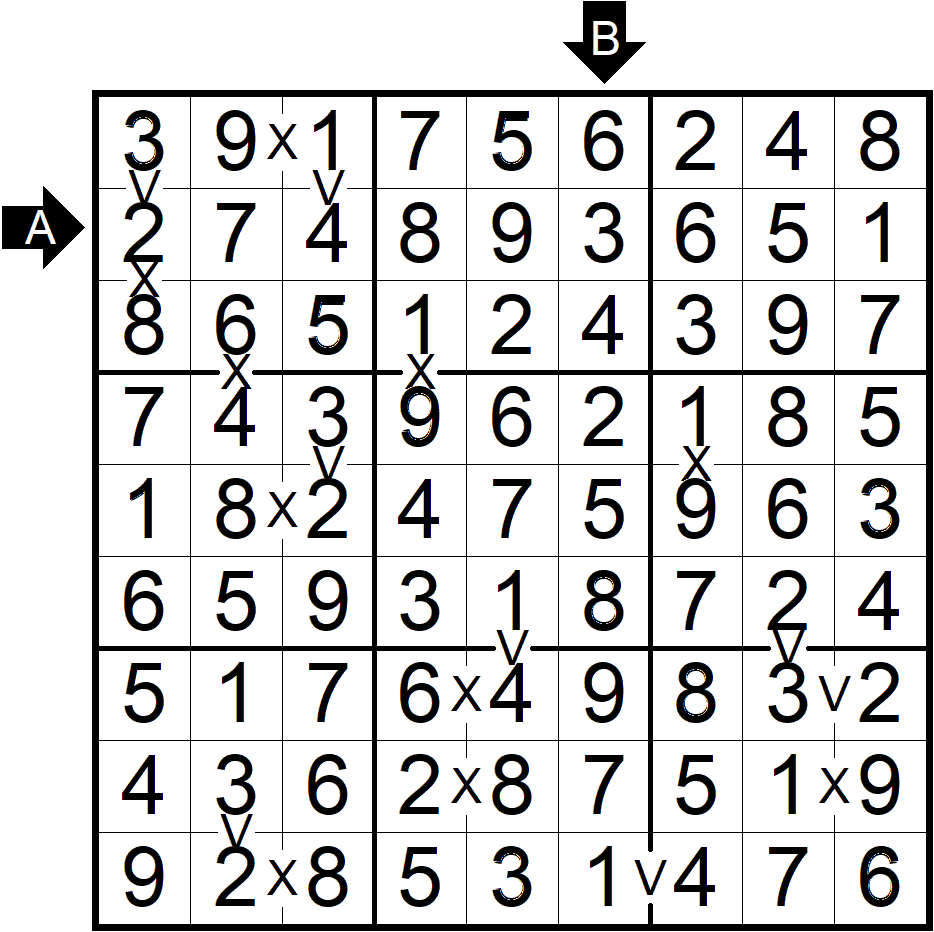 B
3 9 X 1 7 5 6 2 4 8
V V
A 2 7 4 8 9 3 6 5 1
X
8 6 5 1 2 4 3 9 7
X X
7 4 3 9 6 2 1 8 5
V X
1 8 X 2 4 7 5 9 6 3
6 5 9 3 1 8 7 2 4
V V
5 1 7 6 X 4 9 8 3 V 2
4 3 6 2 X 8 7 5 1 X 9
V
9 2 X 8 5 3 1 V 4 7 6